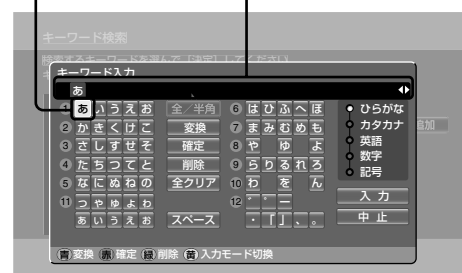 キーワード検索
検索するキーワードを選んで「決定」してください
キーワード入力
あ 、
① あ い う え お 全／半角 ⑥ は ひ ふ へ ほ ひらがな
② か き く け こ 変換 ⑦ ま み む め も カタカナ 追加
③ さ し す せ そ 確定 ⑧ や ゆ よ 英語
④ た ち つ て と 削除 ⑨ ら り る れ ろ 数字
⑤ な に ぬ ね の 全クリア ⑩ わ を ん 記号
⑪ っ ゃ ゅ ょ ゎ ⑫ ゛ ゜ ー 入力
ぁ ぃ ぅ ぇ ぉ スペース ・ 「 」 、 。 中止
青 変換 赤 確定 緑 削除 黄 入力モード切換